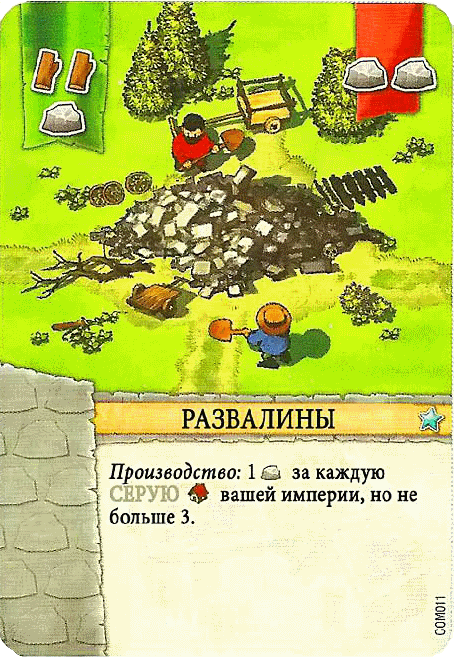 РАЗВАЛИНЫ
Производство: 1 за каждую
СЕРУЮ вашей империи, но не
больше 3.
COM011